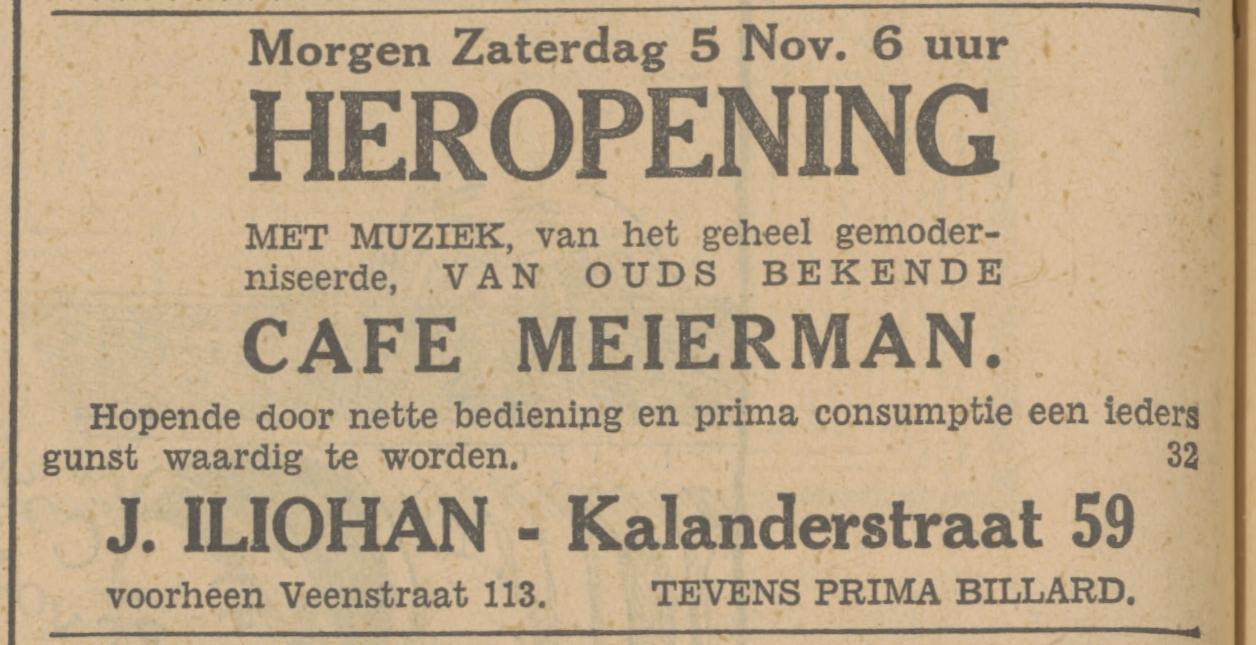 Morgen Zaterdag 5 Nov. 6 uur
HEROPENING
MET MUZIEK, van het geheel gemoder-
niseerde, VAN OUDS BEKENDE
CAFE MEIERMAN.
Hopende door nette bediening en prima consumptie een ieders
gunst waardig te worden. 32
J. ILIOHAN - Kalanderstraat 59
voorheen Veenstraat 113. TEVENS PRIMA BILLARD.